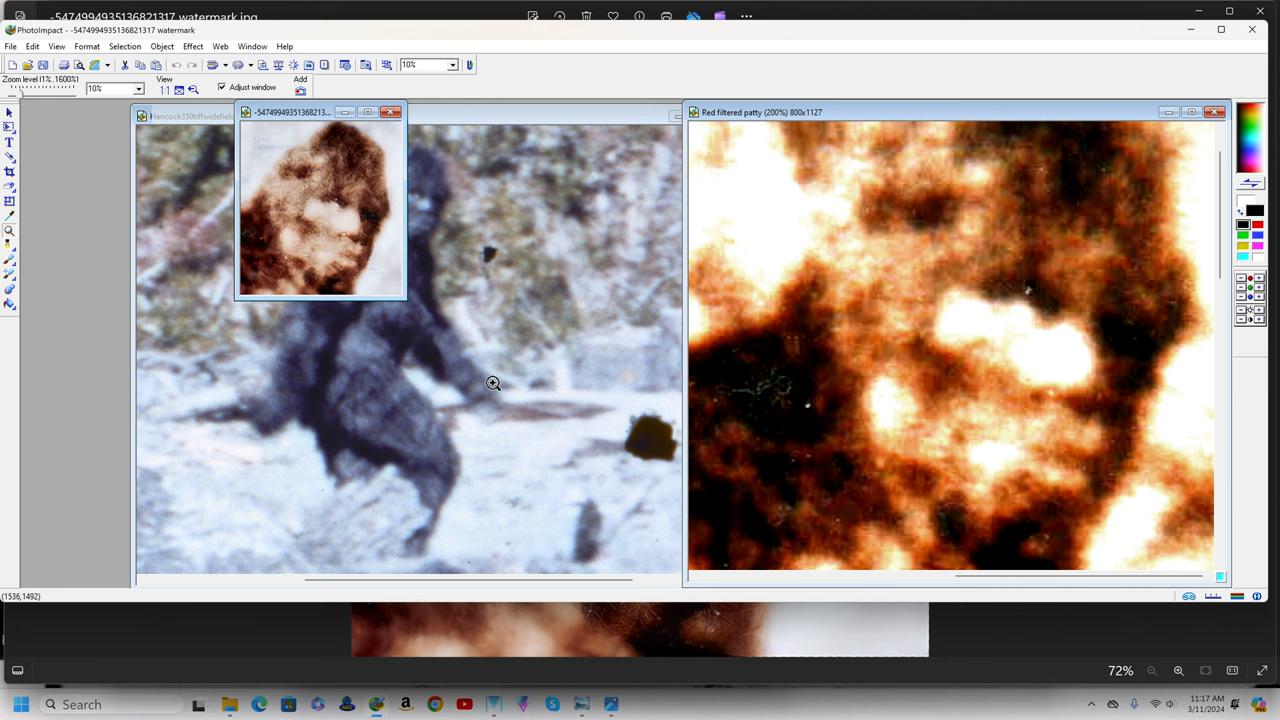 -5474994935136821317 watermark.jpg
PhotoImpact - -5474994935136821317 watermark
File Edit View Format Selection Object Effect Web Window Help
10%
Zoom level (1%..1600%)
10%
View
1:1
Adjust window
Add
Hancock350tiffwidefield
-54749949351368213...
Red filtered patty (200%) 800x1127
(1536,1492)
72%
Search
11:17 AM
3/11/2024